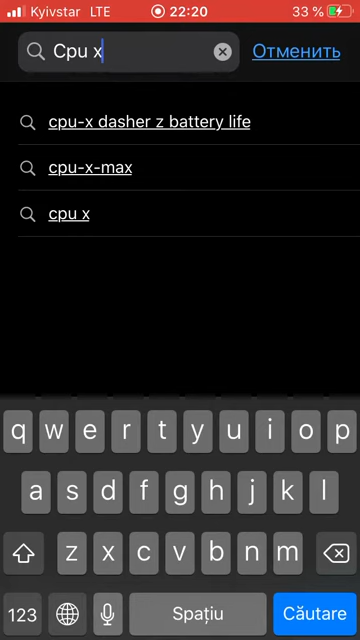 Kyivstar LTE 22:20 33 %
Cpu x Отменить
cpu-x dasher z battery life
cpu-x-max
cpu x
q w e r t y u i o p
a s d f g h j k l
z x c v b n m
123 Spațiu Căutare